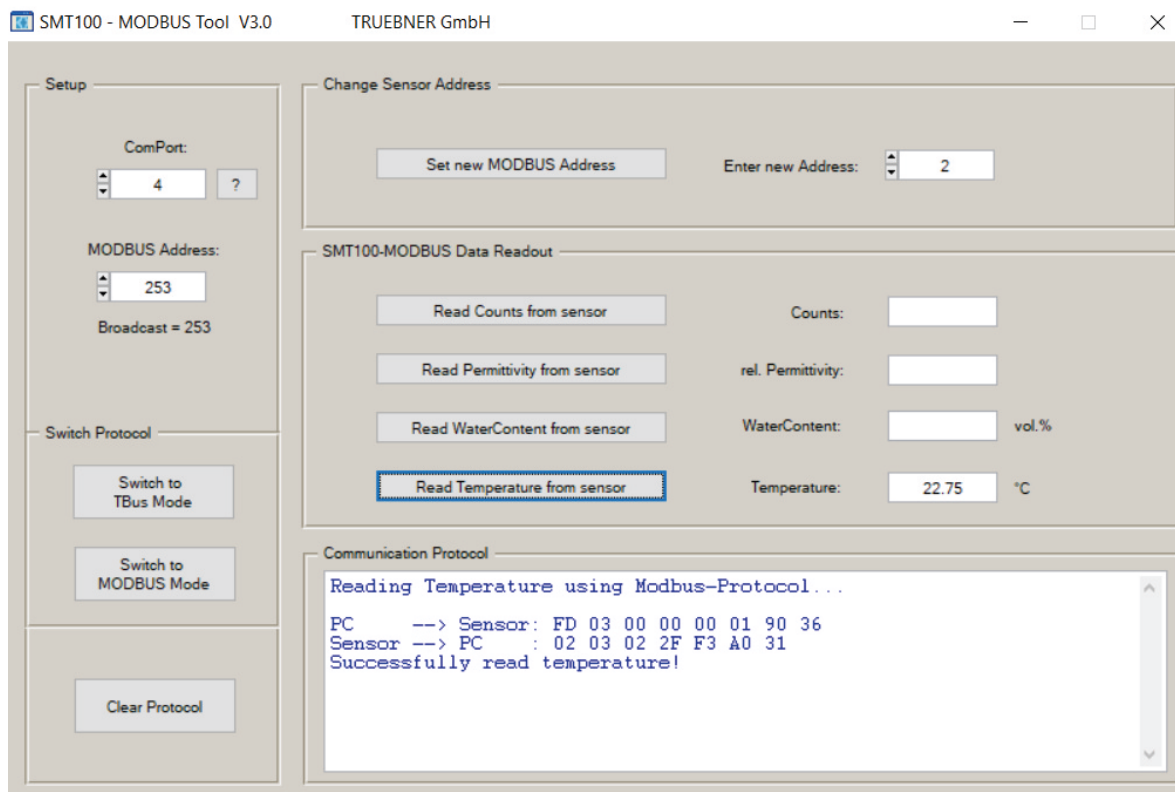 SMT100 - MODBUS Tool V3.0 TRUEBNER GmbH
Setup
ComPort:
4 ?
MODBUS Address:
253
Broadcast = 253
Switch Protocol
Switch to
TBus Mode
Switch to
MODBUS Mode
Clear Protocol
Change Sensor Address
Set new MODBUS Address Enter new Address: 2
SMT100-MODBUS Data Readout
Read Counts from sensor Counts:
Read Permittivity from sensor rel. Permittivity:
Read WaterContent from sensor WaterContent: vol.%
Read Temperature from sensor Temperature: 22.75 °C
Communication Protocol
Reading Temperature using Modbus-Protocol...
PC --> Sensor: FD 03 00 00 00 01 90 36
Sensor --> PC : 02 03 02 2F F3 A0 31
Successfully read temperature!